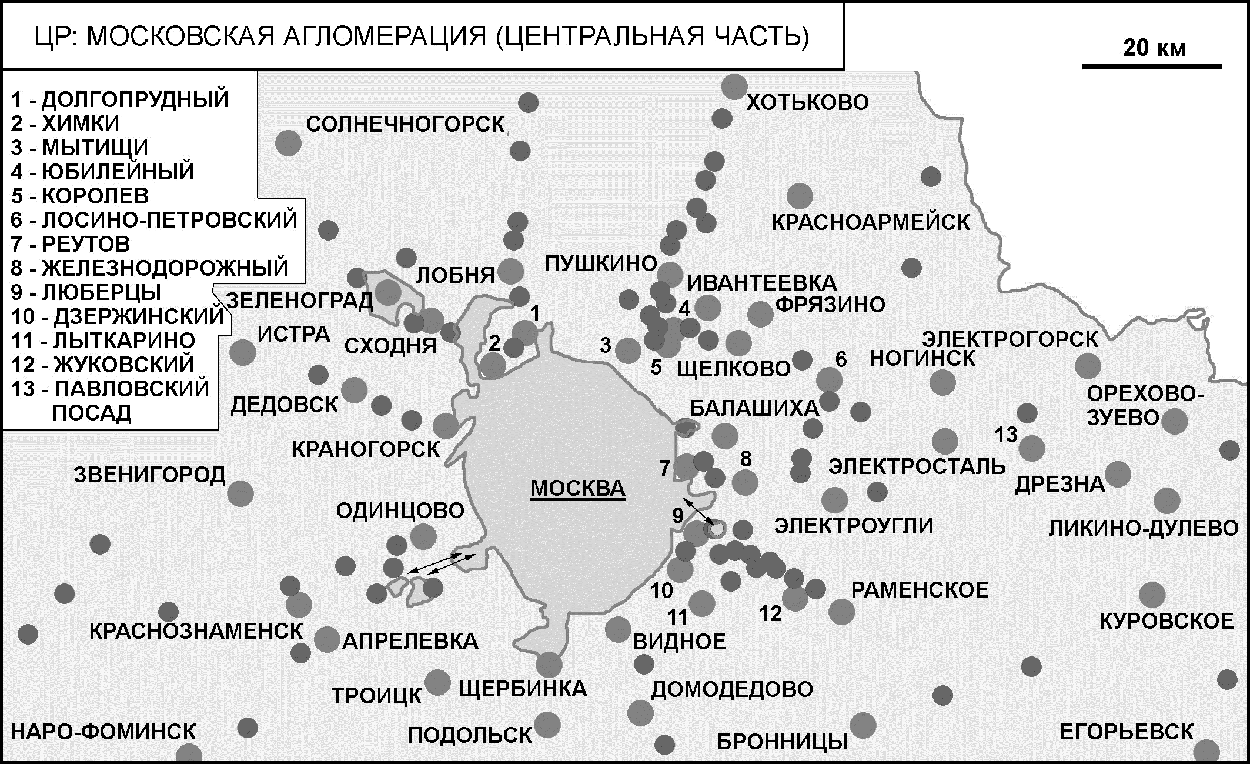 ЦР: МОСКОВСКАЯ АГЛОМЕРАЦИЯ (ЦЕНТРАЛЬНАЯ ЧАСТЬ)
20 км
1 - ДОЛГОПРУДНЫЙ
2 - ХИМКИ
3 - МЫТИЩИ
4 - ЮБИЛЕЙНЫЙ
5 - КОРОЛЕВ
6 - ЛОСИНО-ПЕТРОВСКИЙ
7 - РЕУТОВ
8 - ЖЕЛЕЗНОДОРОЖНЫЙ
9 - ЛЮБЕРЦЫ
10 - ДЗЕРЖИНСКИЙ
11 - ЛЫТКАРИНО
12 - ЖУКОВСКИЙ
13 - ПАВЛОВСКИЙ
ПОСАД
ХОТЬКОВО
СОЛНЕЧНОГОРСК
КРАСНОАРМЕЙСК
ПУШКИНО
ЛОБНЯ
ИВАНТЕЕВКА
ЗЕЛЕНОГРАД
ФРЯЗИНО
4
1
ИСТРА
СХОДНЯ
2
3
ЭЛЕКТРОГОРСК
5
ЩЕЛКОВО
6
НОГИНСК
ОРЕХОВО-
ЗУЕВО
ДЕДОВСК
БАЛАШИХА
КРАНОГОРСК
13
7
8
ЭЛЕКТРОСТАЛЬ
ЗВЕНИГОРОД
МОСКВА
ДРЕЗНА
ОДИНЦОВО
9
ЭЛЕКТРОУГЛИ
ЛИКИНО-ДУЛЕВО
10
РАМЕНСКОЕ
11
12
КУРОВСКОЕ
КРАСНОЗНАМЕНСК
АПРЕЛЕВКА
ВИДНОЕ
ТРОИЦК
ЩЕРБИНКА
ДОМОДЕДОВО
НАРО-ФОМИНСК
ПОДОЛЬСК
БРОННИЦЫ
ЕГОРЬЕВСК